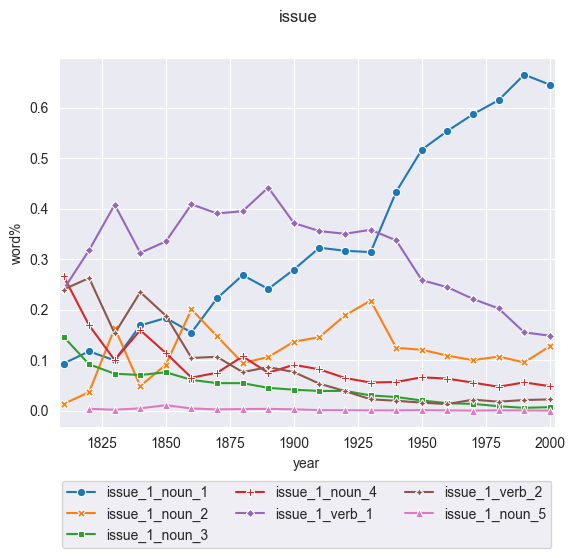 issue
word%
0.6
0.5
0.4
0.3
0.2
0.1
0.0
1825 1850 1875 1900 1925 1950 1975 2000
year
issue_1_noun_1 issue_1_noun_4 issue_1_verb_2
issue_1_noun_2 issue_1_verb_1 issue_1_noun_5
issue_1_noun_3